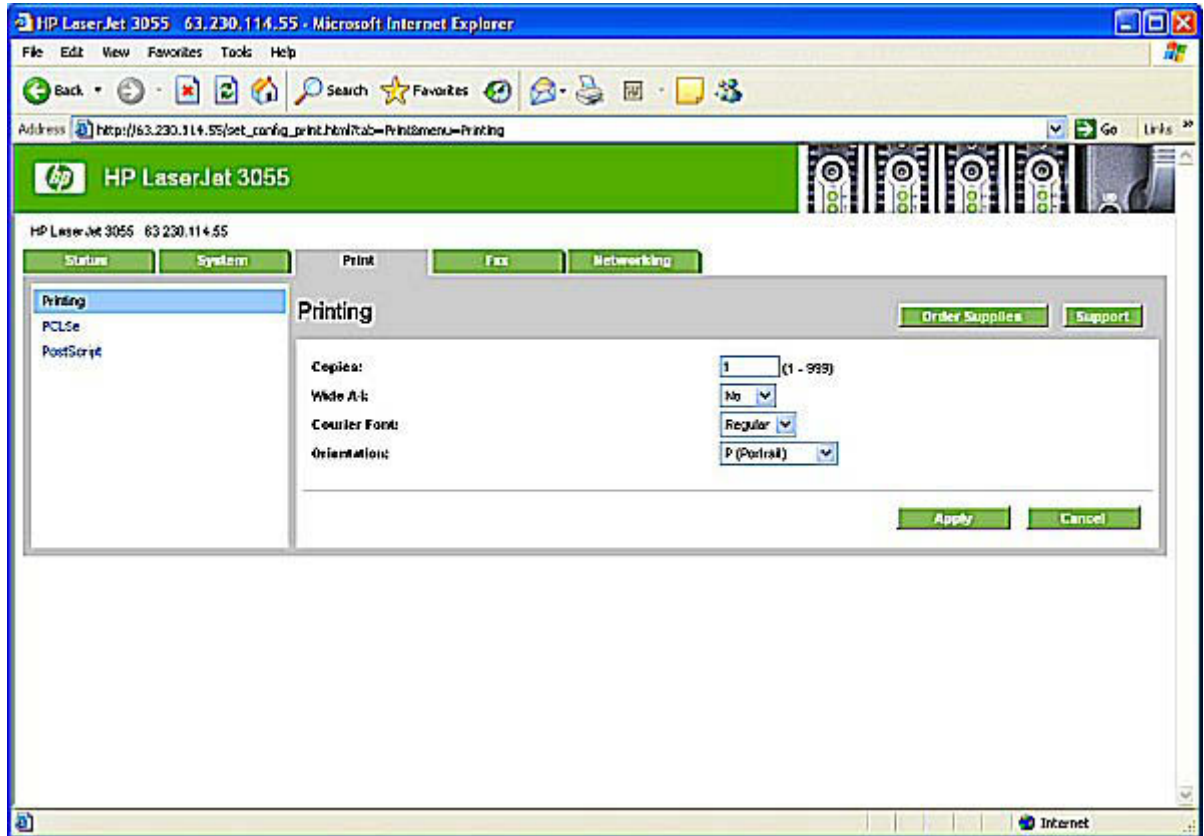 HP LaserJet 3055 63.230.114.55 - Microsoft Internet Explorer
File Edit View Favorites Tools Help
Back Search Favorites
Address http://63.230.114.55/set_config_print.html?tab=Print&menu=Printing Go Links »
hp HP LaserJet 3055
HP LaserJet 3055 63.230.114.55
Status System Print Fax Networking
Printing
PCL5e
PostScript
Printing
Order Supplies Support
Copies: 1 (1 - 999)
Wide A4: No
Courier Font: Regular
Orientation: P (Portrait)
Apply Cancel
Internet